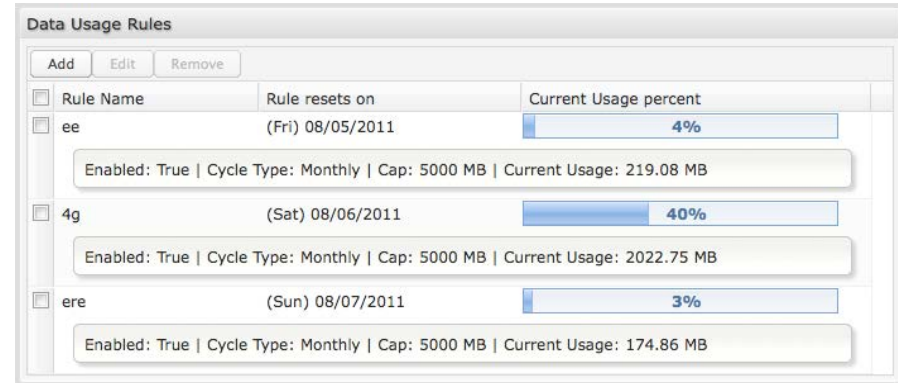 Data Usage Rules
Add Edit Remove
Rule Name Rule resets on Current Usage percent
ee (Fri) 08/05/2011 4%
Enabled: True | Cycle Type: Monthly | Cap: 5000 MB | Current Usage: 219.08 MB
4g (Sat) 08/06/2011 40%
Enabled: True | Cycle Type: Monthly | Cap: 5000 MB | Current Usage: 2022.75 MB
ere (Sun) 08/07/2011 3%
Enabled: True | Cycle Type: Monthly | Cap: 5000 MB | Current Usage: 174.86 MB